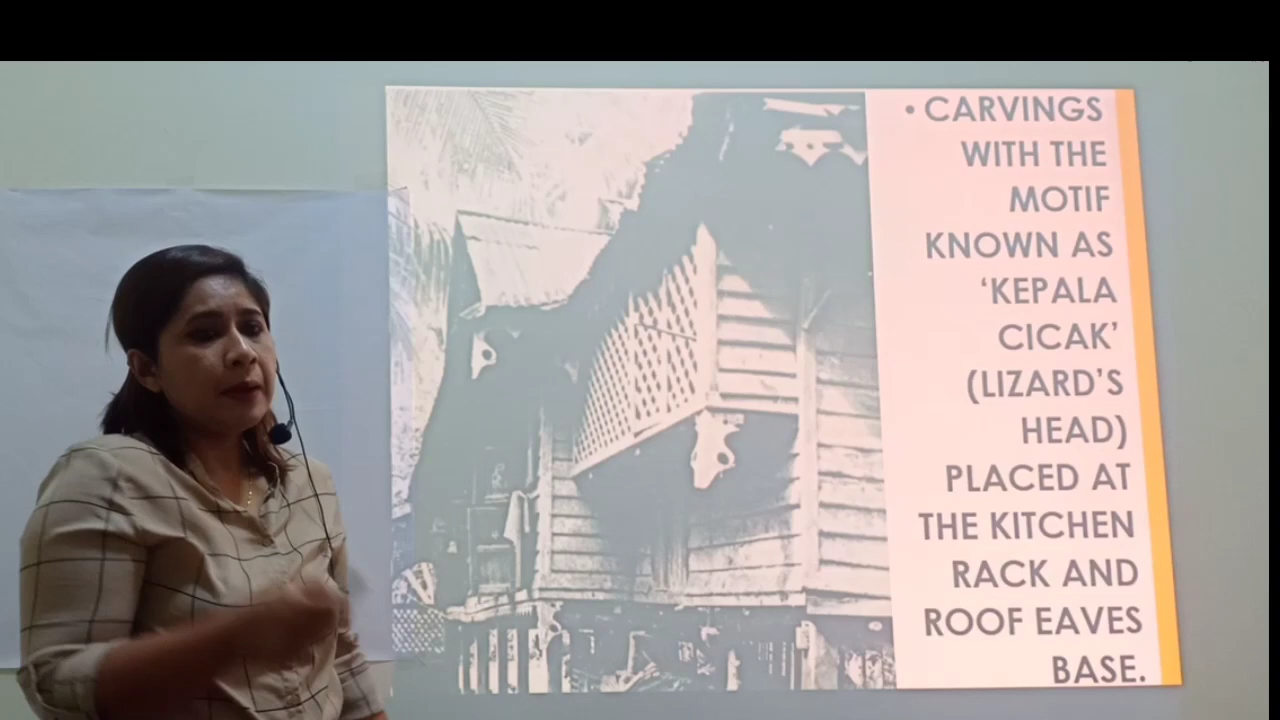 • CARVINGS
WITH THE
MOTIF
KNOWN AS
‘KEPALA
CICAK’
(LIZARD’S
HEAD)
PLACED AT
THE KITCHEN
RACK AND
ROOF EAVES
BASE.